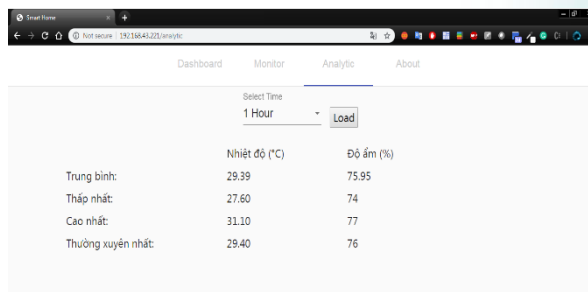 Smart Home
Not secure | 192.168.43.221/analytic
Dashboard Monitor Analytic About
Select Time
1 Hour Load
Nhiệt độ (°C) Độ ẩm (%)
Trung bình: 29.39 75.95
Thấp nhất: 27.60 74
Cao nhất: 31.10 77
Thường xuyên nhất: 29.40 76